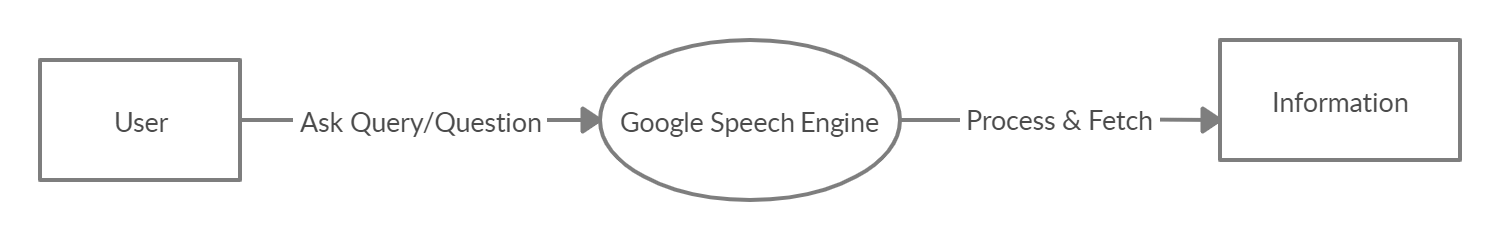 User
Ask Query/Question
Google Speech Engine
Process & Fetch
Information